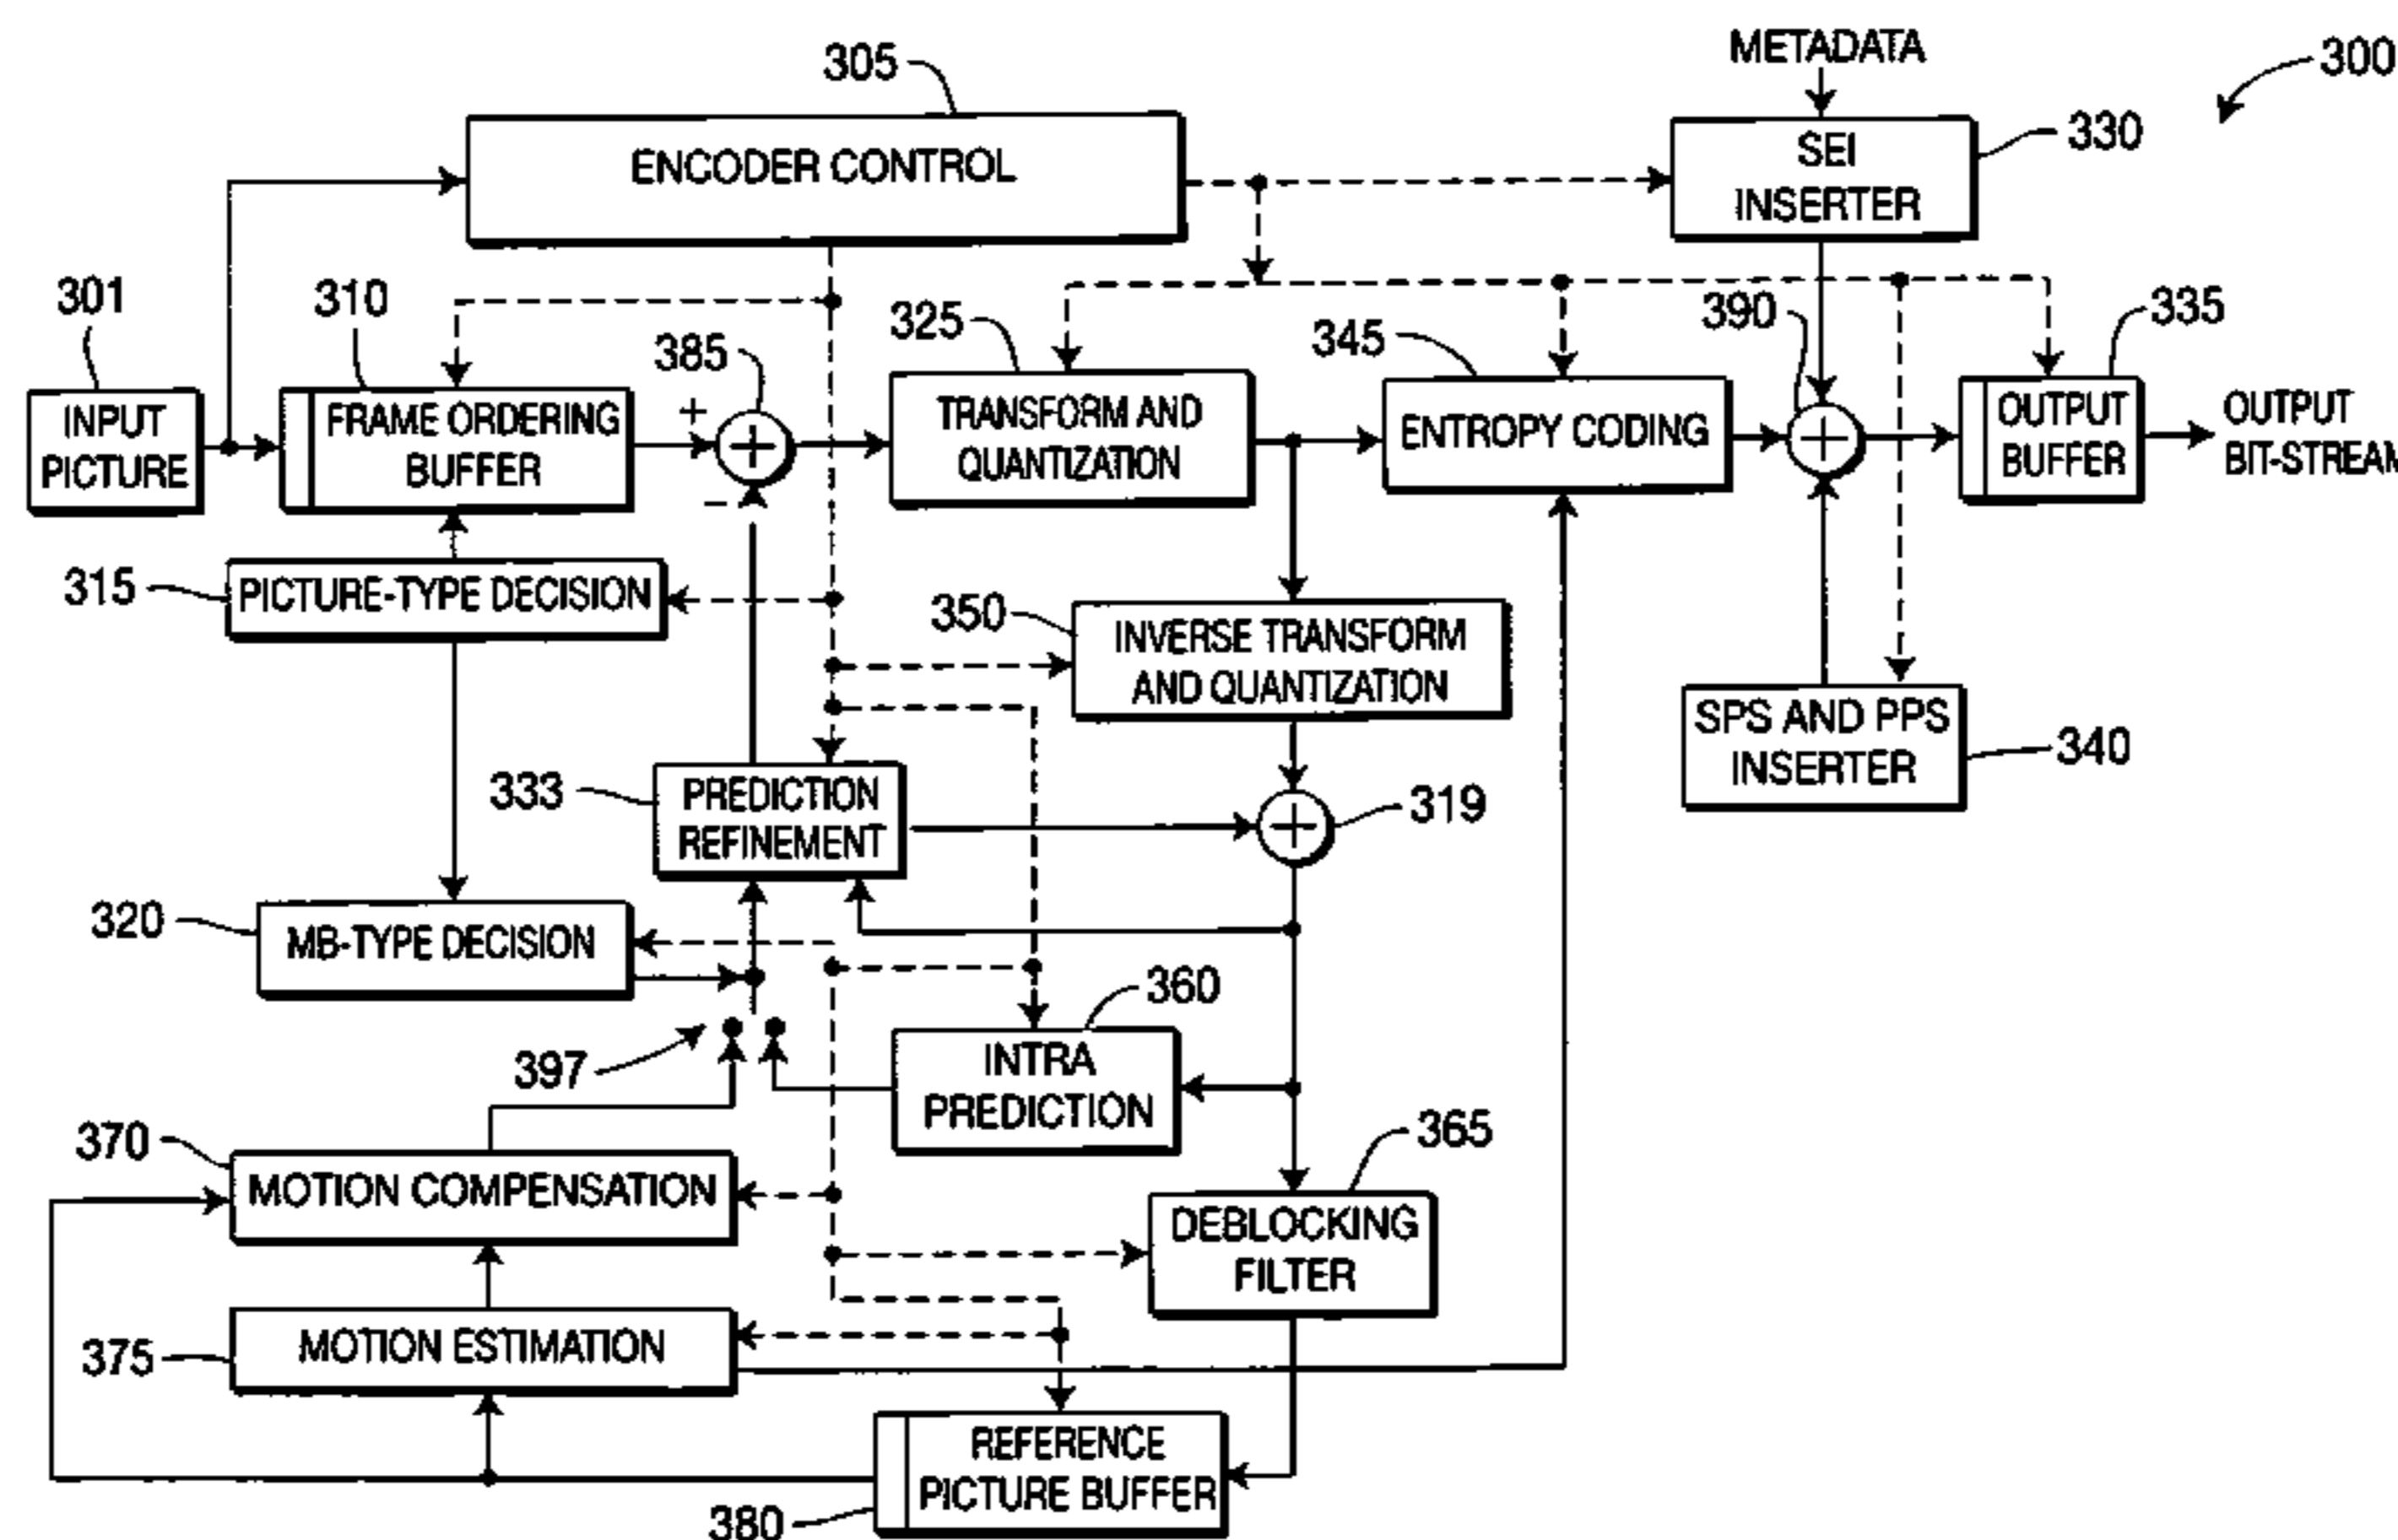 METADATA
300
305
ENCODER CONTROL
SEI
INSERTER
330
301
310
385
325
345
390
335
INPUT
PICTURE
FRAME ORDERING
BUFFER
+
+
−
TRANSFORM AND
QUANTIZATION
ENTROPY CODING
+
OUTPUT
BUFFER
OUTPUT
BIT-STREAM
315
PICTURE-TYPE DECISION
350
INVERSE TRANSFORM
AND QUANTIZATION
SPS AND PPS
INSERTER
340
333
PREDICTION
REFINEMENT
+
319
320
MB-TYPE DECISION
397
360
INTRA
PREDICTION
370
MOTION COMPENSATION
365
DEBLOCKING
FILTER
375
MOTION ESTIMATION
REFERENCE
PICTURE BUFFER
380